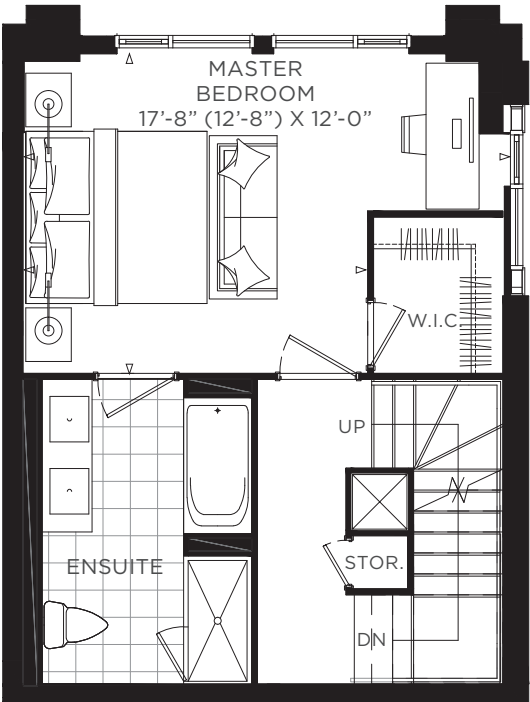 MASTER
BEDROOM
17'-8" (12'-8") X 12'-0"
W.I.C.
UP
ENSUITE
STOR.
DN